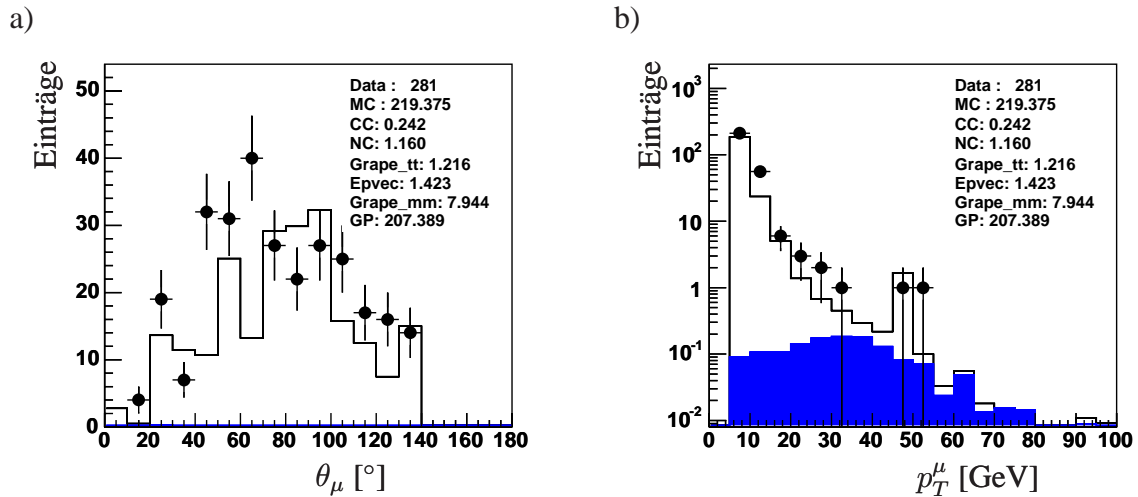 a)
Einträge
50
40
30
20
10
0
Data : 281
MC : 219.375
CC: 0.242
NC: 1.160
Grape_tt: 1.216
Epvec: 1.423
Grape_mm: 7.944
GP: 207.389
0 20 40 60 80 100 120 140 160 180
θμ [°]
b)
Einträge
10³
10²
10
1
10⁻¹
10⁻²
Data : 281
MC : 219.375
CC: 0.242
NC: 1.160
Grape_tt: 1.216
Epvec: 1.423
Grape_mm: 7.944
GP: 207.389
0 10 20 30 40 50 60 70 80 90 100
p_T^μ [GeV]